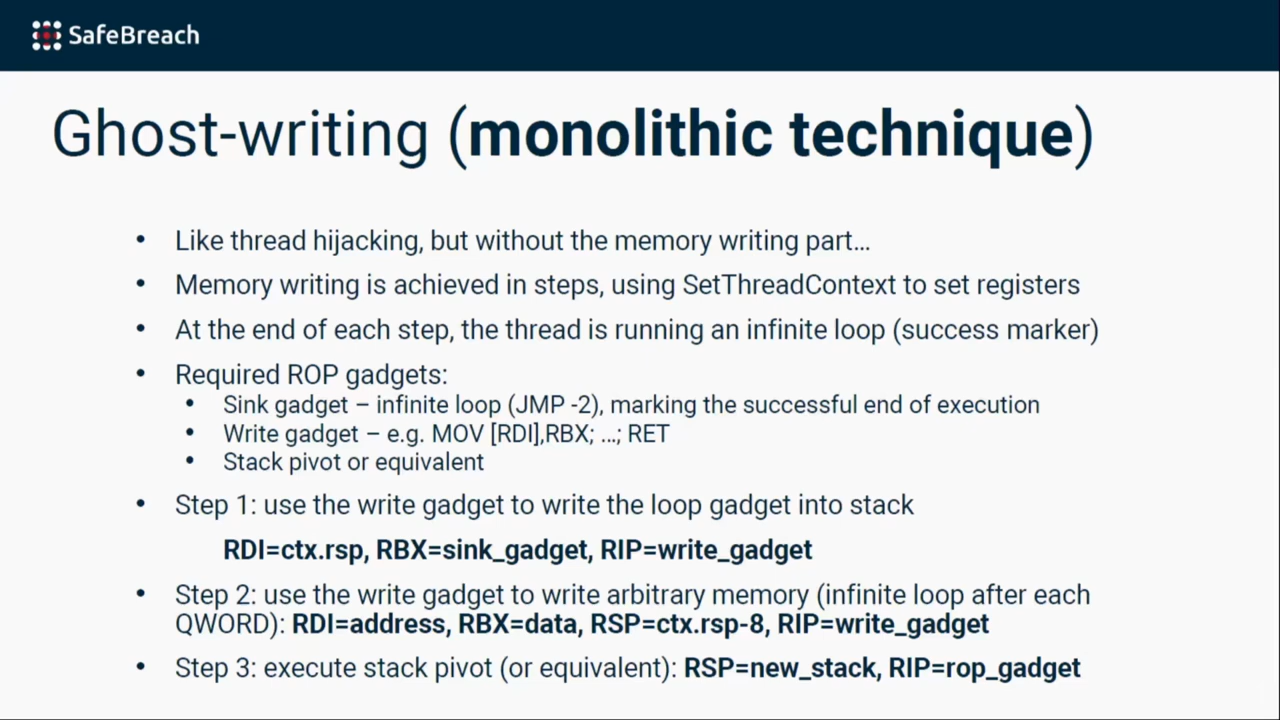 SafeBreach
Ghost-writing (monolithic technique)
• Like thread hijacking, but without the memory writing part…
• Memory writing is achieved in steps, using SetThreadContext to set registers
• At the end of each step, the thread is running an infinite loop (success marker)
• Required ROP gadgets:
• Sink gadget – infinite loop (JMP -2), marking the successful end of execution
• Write gadget – e.g. MOV [RDI],RBX; …; RET
• Stack pivot or equivalent
• Step 1: use the write gadget to write the loop gadget into stack
RDI=ctx.rsp, RBX=sink_gadget, RIP=write_gadget
• Step 2: use the write gadget to write arbitrary memory (infinite loop after each
QWORD): RDI=address, RBX=data, RSP=ctx.rsp-8, RIP=write_gadget
• Step 3: execute stack pivot (or equivalent): RSP=new_stack, RIP=rop_gadget